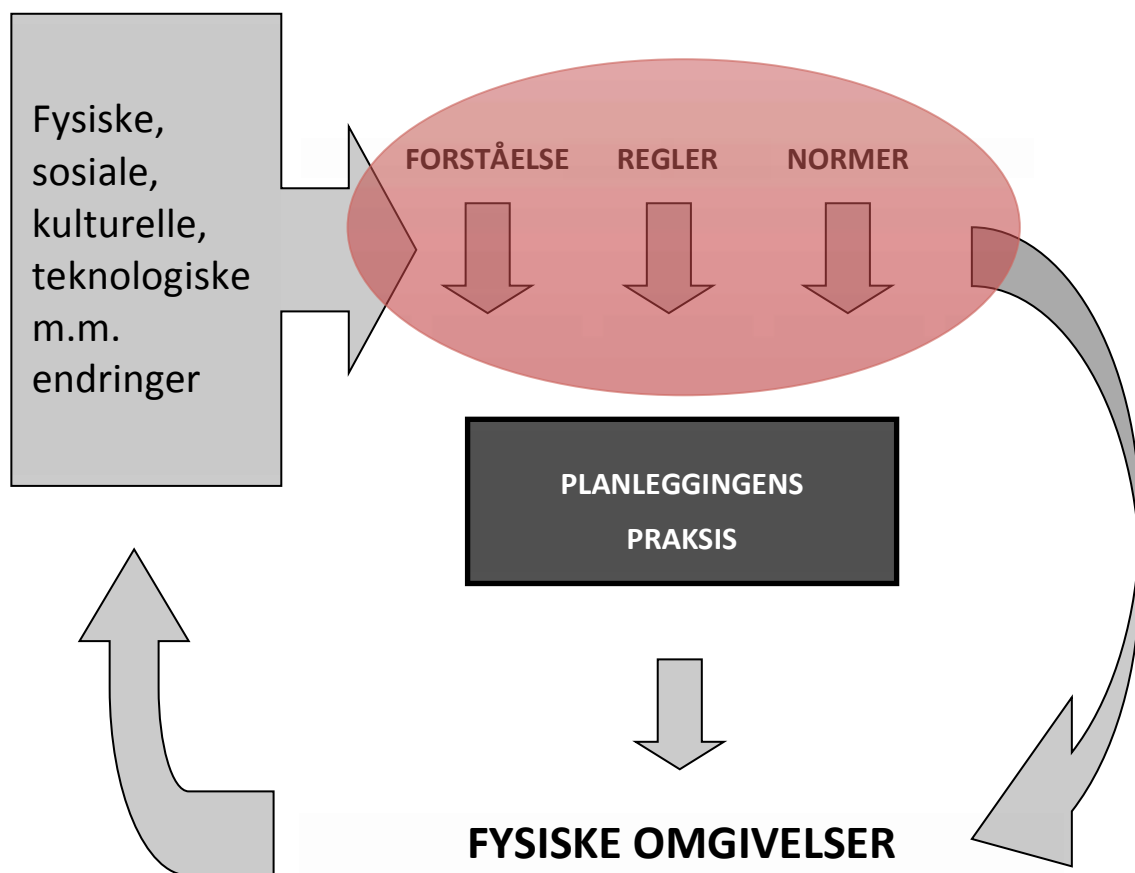 Fysiske,
sosiale,
kulturelle,
teknologiske
m.m.
endringer
FORSTÅELSE REGLER NORMER
PLANLEGGINGENS
PRAKSIS
FYSISKE OMGIVELSER